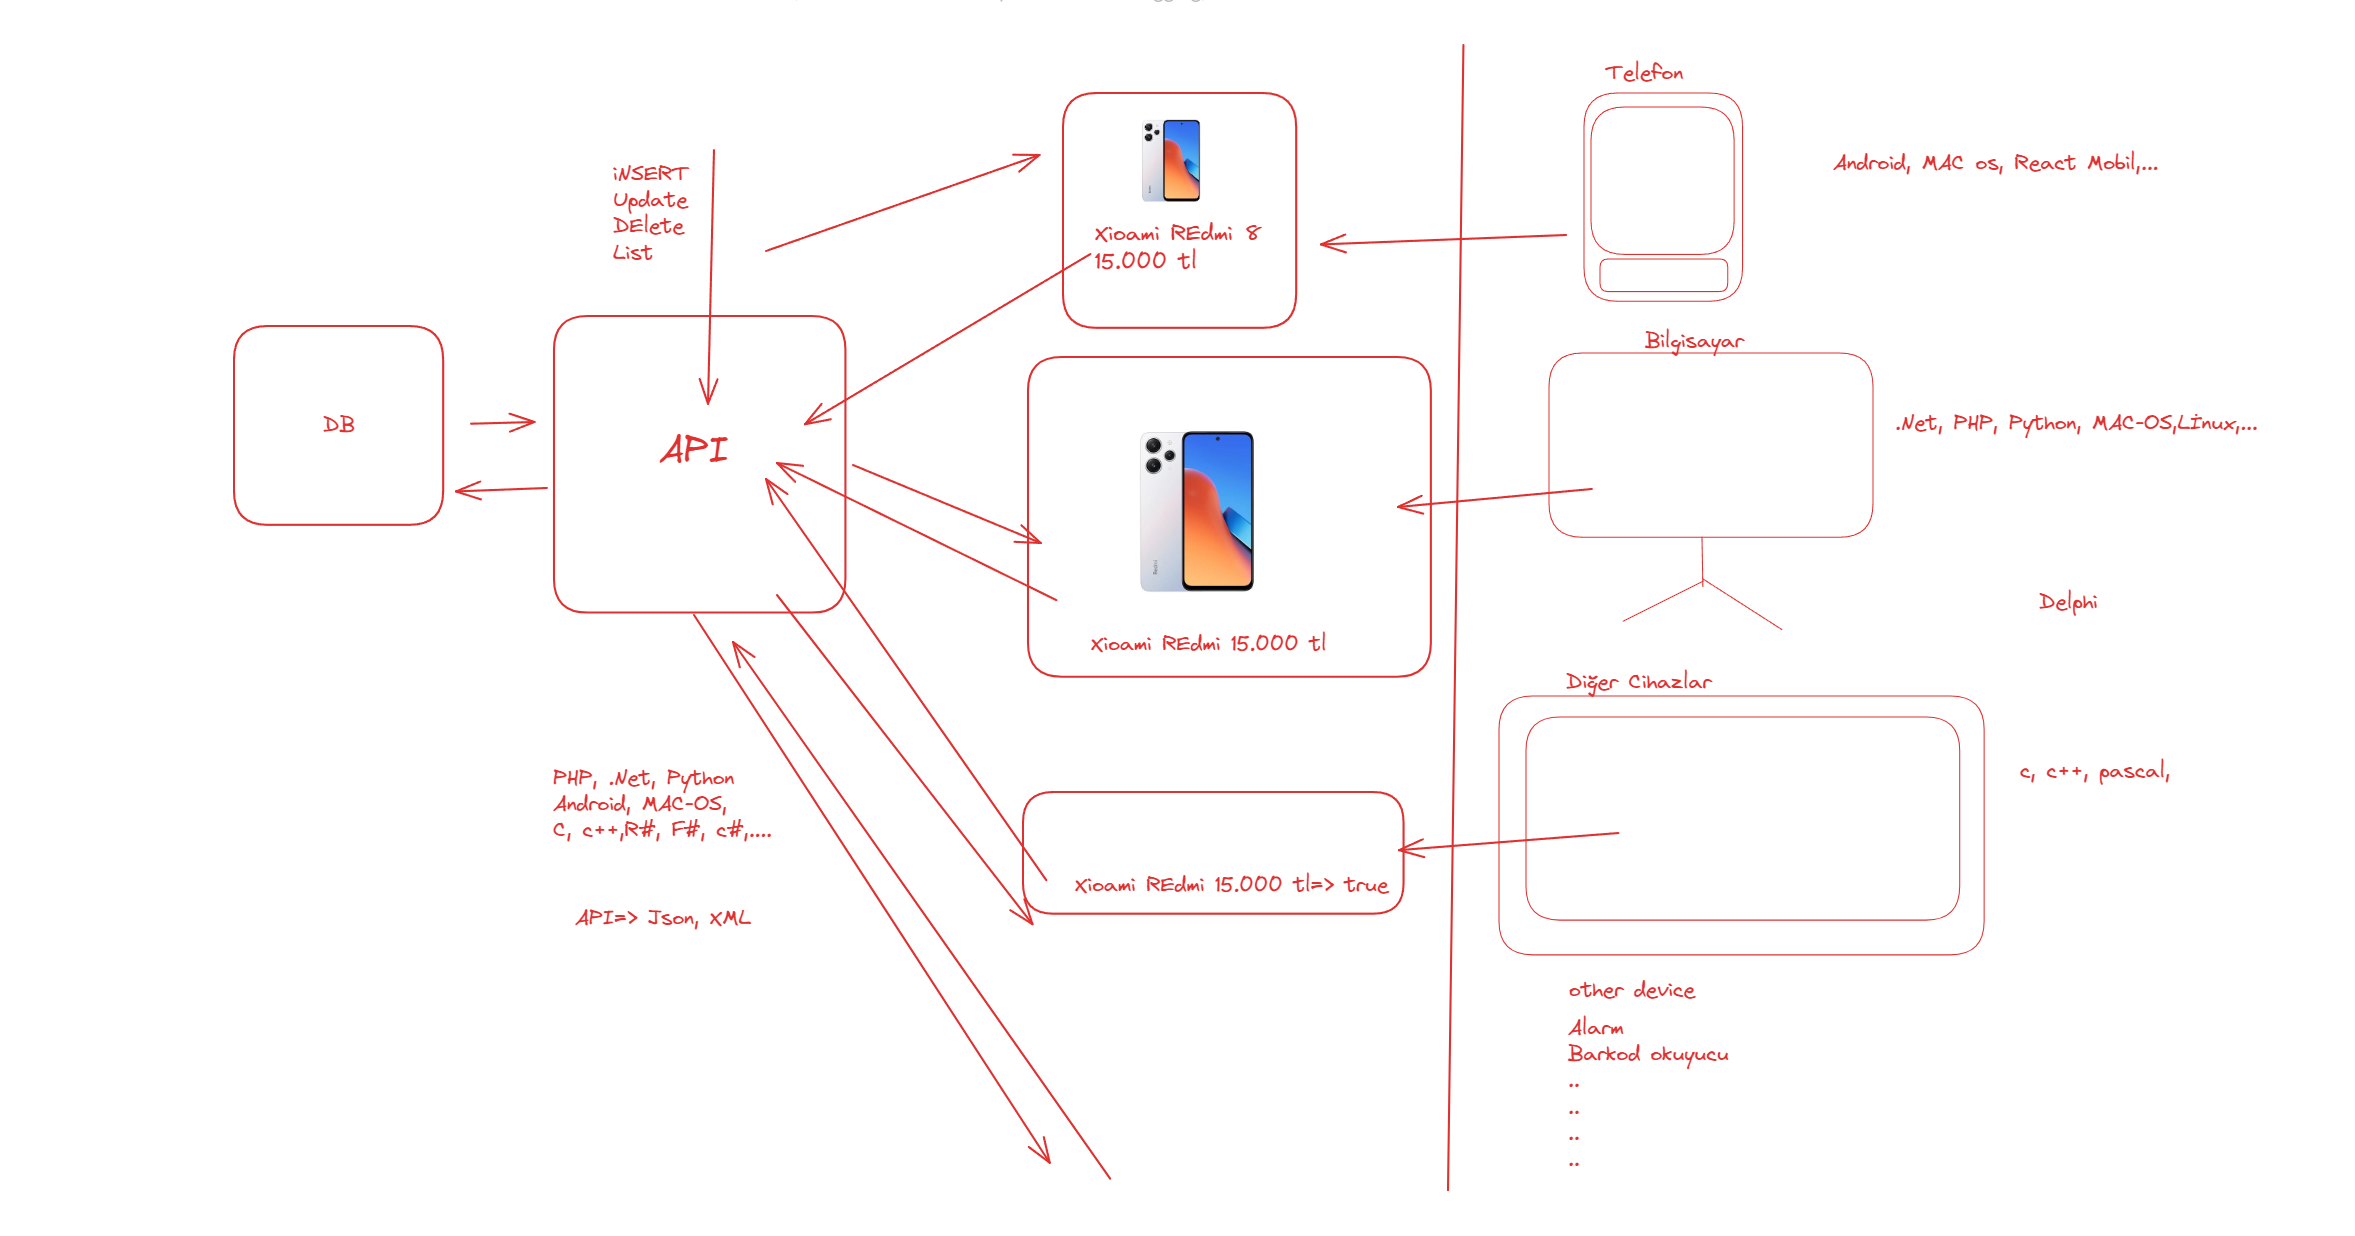 Telefon
Android, MAC os, React Mobil,...
iNSERT
Update
DElete
List
Xioami REdmi 8
15.000 tl
Bilgisayar
.Net, PHP, Python, MAC-OS,Lİnux,...
DB
API
Delphi
Xioami REdmi 15.000 tl
Diğer Cihazlar
c, c++, pascal,
PHP, .Net, Python
Android, MAC-OS,
C, c++,R#, F#, c#,....
Xioami REdmi 15.000 tl=> true
API=> Json, XML
other device
Alarm
Barkod okuyucu
..
..
..
..